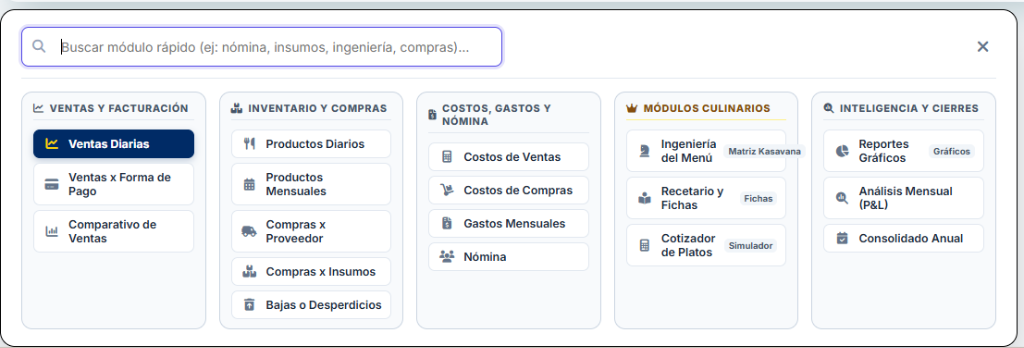 Buscar módulo rápido (ej: nómina, insumos, ingeniería, compras)...
VENTAS Y FACTURACIÓN
Ventas Diarias
Ventas x Forma de
Pago
Comparativo de
Ventas
INVENTARIO Y COMPRAS
Productos Diarios
Productos
Mensuales
Compras x
Proveedor
Compras x Insumos
Bajas o Desperdicios
COSTOS, GASTOS Y
NÓMINA
Costos de Ventas
Costos de Compras
Gastos Mensuales
Nómina
MÓDULOS CULINARIOS
Ingeniería
del Menú
Matriz Kasavana
Recetario y
Fichas
Fichas
Cotizador
de Platos
Simulador
INTELIGENCIA Y CIERRES
Reportes
Gráficos
Gráficos
Análisis Mensual
(P&L)
Consolidado Anual